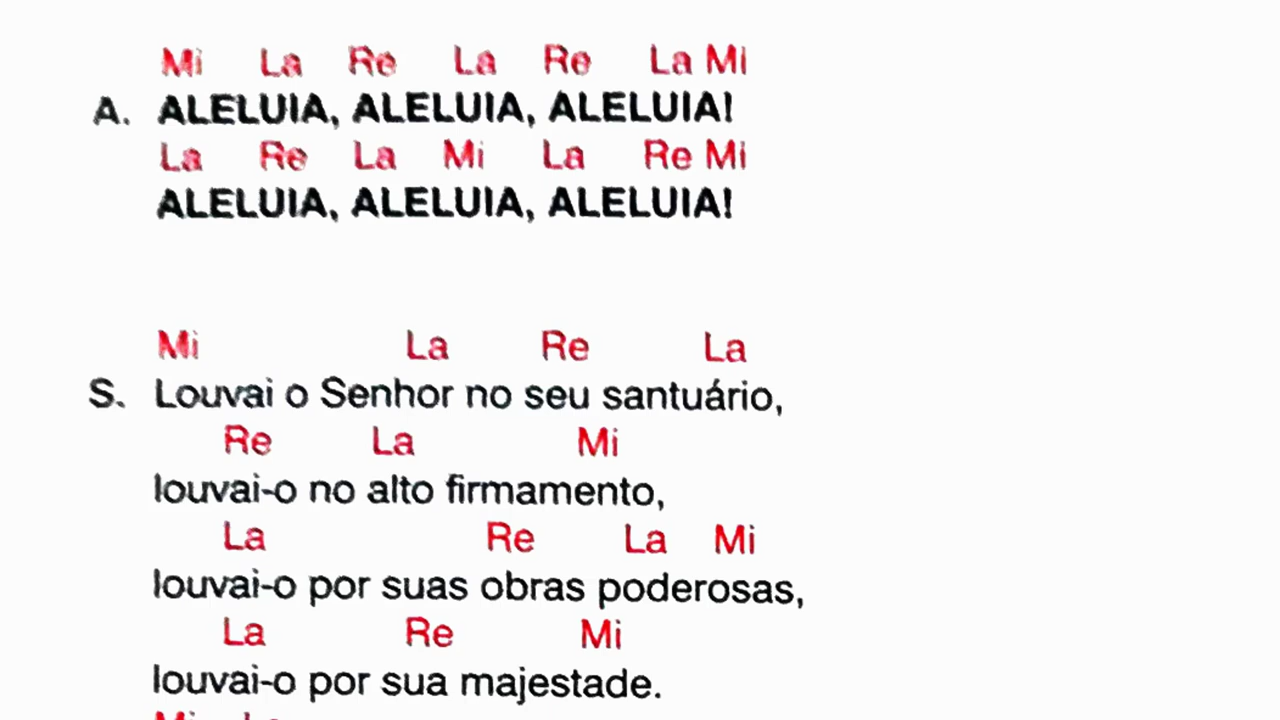 Mi La Re La Re La Mi
A. ALELUIA, ALELUIA, ALELUIA!
La Re La Mi La Re Mi
ALELUIA, ALELUIA, ALELUIA!
Mi La Re La
S. Louvai o Senhor no seu santuário,
Re La Mi
louvai-o no alto firmamento,
La Re La Mi
louvai-o por suas obras poderosas,
La Re Mi
louvai-o por sua majestade.
Mi La